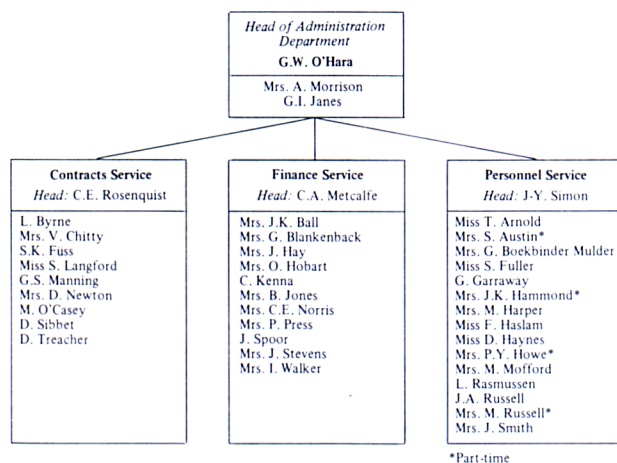 Head of Administration
Department
G.W. O'Hara
Mrs. A. Morrison
G.I. Janes
Contracts Service
Head: C.E. Rosenquist
L. Byrne
Mrs. V. Chitty
S.K. Fuss
Miss S. Langford
G.S. Manning
Mrs. D. Newton
M. O'Casey
D. Sibbet
D. Treacher
Finance Service
Head: C.A. Metcalfe
Mrs. J.K. Ball
Mrs. G. Blankenback
Mrs. J. Hay
Mrs. O. Hobart
C. Kenna
Mrs. B. Jones
Mrs. C.E. Norris
Mrs. P. Press
J. Spoor
Mrs. J. Stevens
Mrs. I. Walker
Personnel Service
Head: J-Y. Simon
Miss T. Arnold
Mrs. S. Austin*
Mrs. G. Boekbinder Mulder
Miss S. Fuller
G. Garraway
Mrs. J.K. Hammond*
Mrs. M. Harper
Miss F. Haslam
Miss D. Haynes
Mrs. P.Y. Howe*
Mrs. M. Mofford
L. Rasmussen
J.A. Russell
Mrs. M. Russell*
Mrs. J. Smith
*Part-time